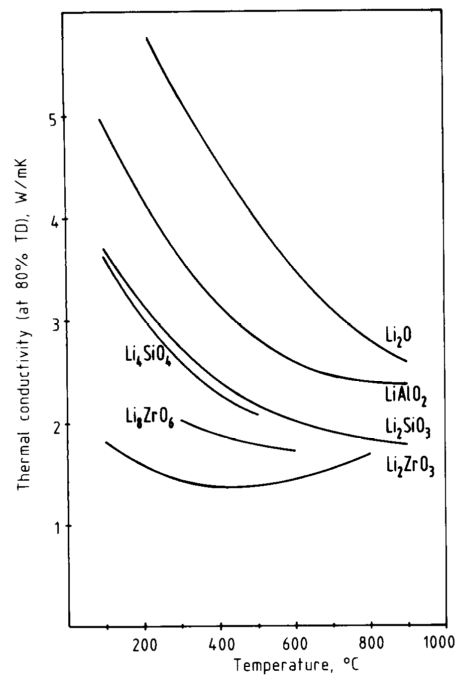 Thermal conductivity (at 80% TD), W/mK
5
4
3
2
1
Li₂O
LiAlO₂
Li₄SiO₄
Li₂SiO₃
Li₈ZrO₆
Li₂ZrO₃
200 400 600 800 1000
Temperature, °C